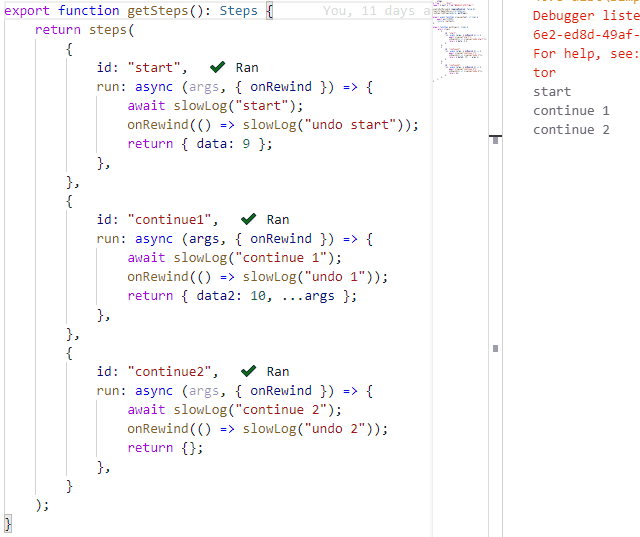 export function getSteps(): Steps {    You, 11 days a
    return steps(
        {
            id: "start",   ✔ Ran
            run: async (args, { onRewind }) => {
                await slowLog("start");
                onRewind(() => slowLog("undo start"));
                return { data: 9 };
            },
        },
        {
            id: "continue1",   ✔ Ran
            run: async (args, { onRewind }) => {
                await slowLog("continue 1");
                onRewind(() => slowLog("undo 1"));
                return { data2: 10, ...args };
            },
        },
        {
            id: "continue2",   ✔ Ran
            run: async (args, { onRewind }) => {
                await slowLog("continue 2");
                onRewind(() => slowLog("undo 2"));
                return {};
            },
        }
    );
}
Debugger liste
6e2-ed8d-49af-
For help, see:
tor
start
continue 1
continue 2